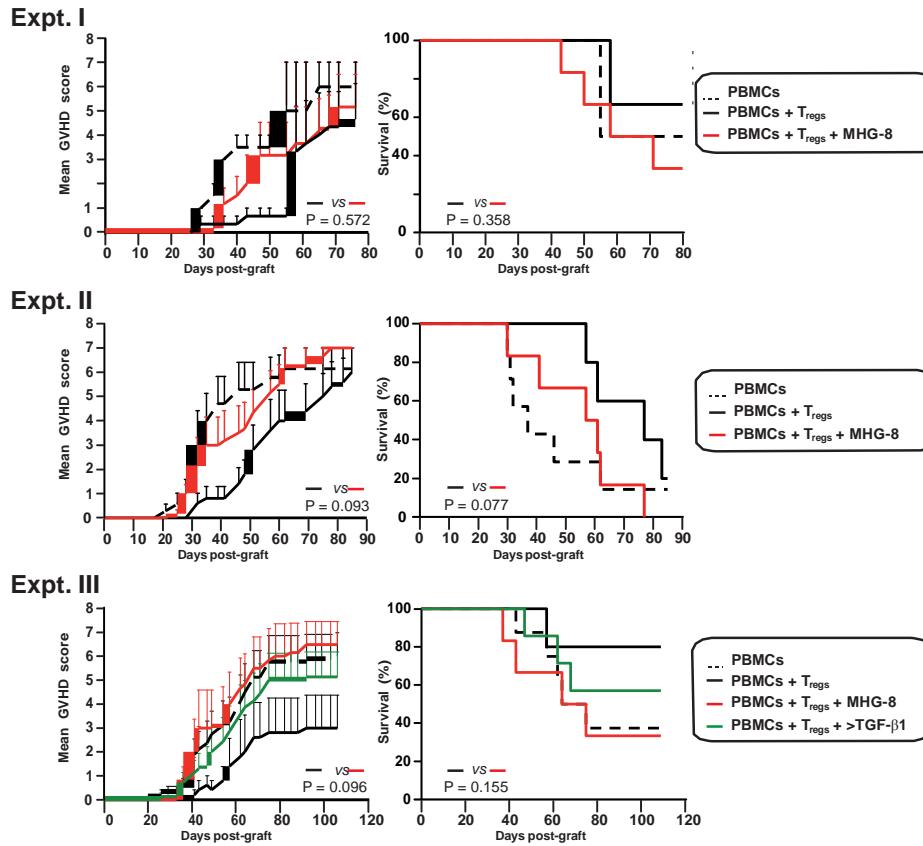 Expt. I
Mean GVHD score
8
7
6
5
4
3
2
1
0
0 10 20 30 40 50 60 70 80
Days post-graft
vs
P = 0.572
Survival (%)
100
80
60
40
0
0 10 20 30 40 50 60 70 80
Days post-graft
vs
P = 0.358
PBMCs
PBMCs + Tregs
PBMCs + Tregs + MHG-8
Expt. II
Mean GVHD score
8
7
6
5
4
3
2
1
0
0 10 20 30 40 50 60 70 80 90
Days post-graft
vs
P = 0.093
Survival (%)
100
80
60
40
20
0
0 10 20 30 40 50 60 70 80 90
Days post-graft
vs
P = 0.077
PBMCs
PBMCs + Tregs
PBMCs + Tregs + MHG-8
Expt. III
Mean GVHD score
8
7
6
5
4
3
2
1
0
0 20 40 60 80 100 120
Days post-graft
vs
P = 0.096
Survival (%)
100
80
60
40
20
0
0 20 40 60 80 100 120
Days post-graft
vs
P = 0.155
PBMCs
PBMCs + Tregs
PBMCs + Tregs + MHG-8
PBMCs + Tregs + >TGF-β1